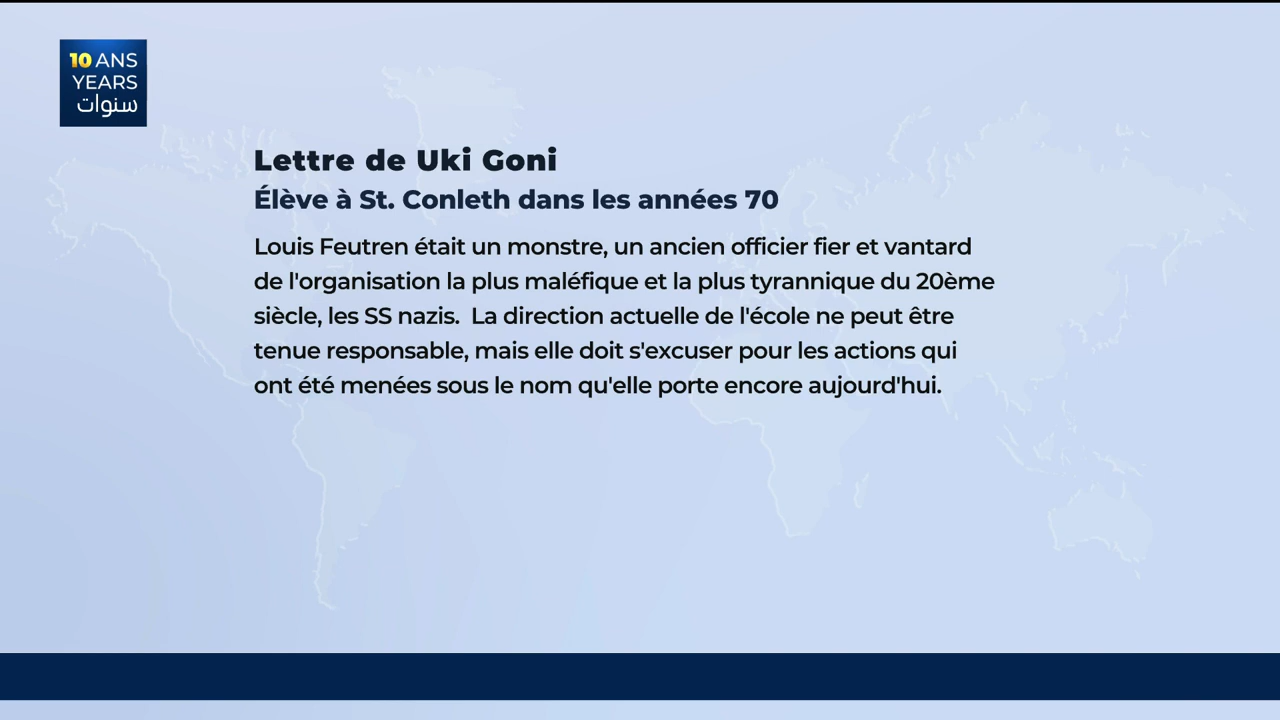 10 ANS
YEARS
سنوات
Lettre de Uki Goni
Élève à St. Conleth dans les années 70
Louis Feutren était un monstre, un ancien officier fier et vantard
de l'organisation la plus maléfique et la plus tyrannique du 20ème
siècle, les SS nazis.  La direction actuelle de l'école ne peut être
tenue responsable, mais elle doit s'excuser pour les actions qui
ont été menées sous le nom qu'elle porte encore aujourd'hui.